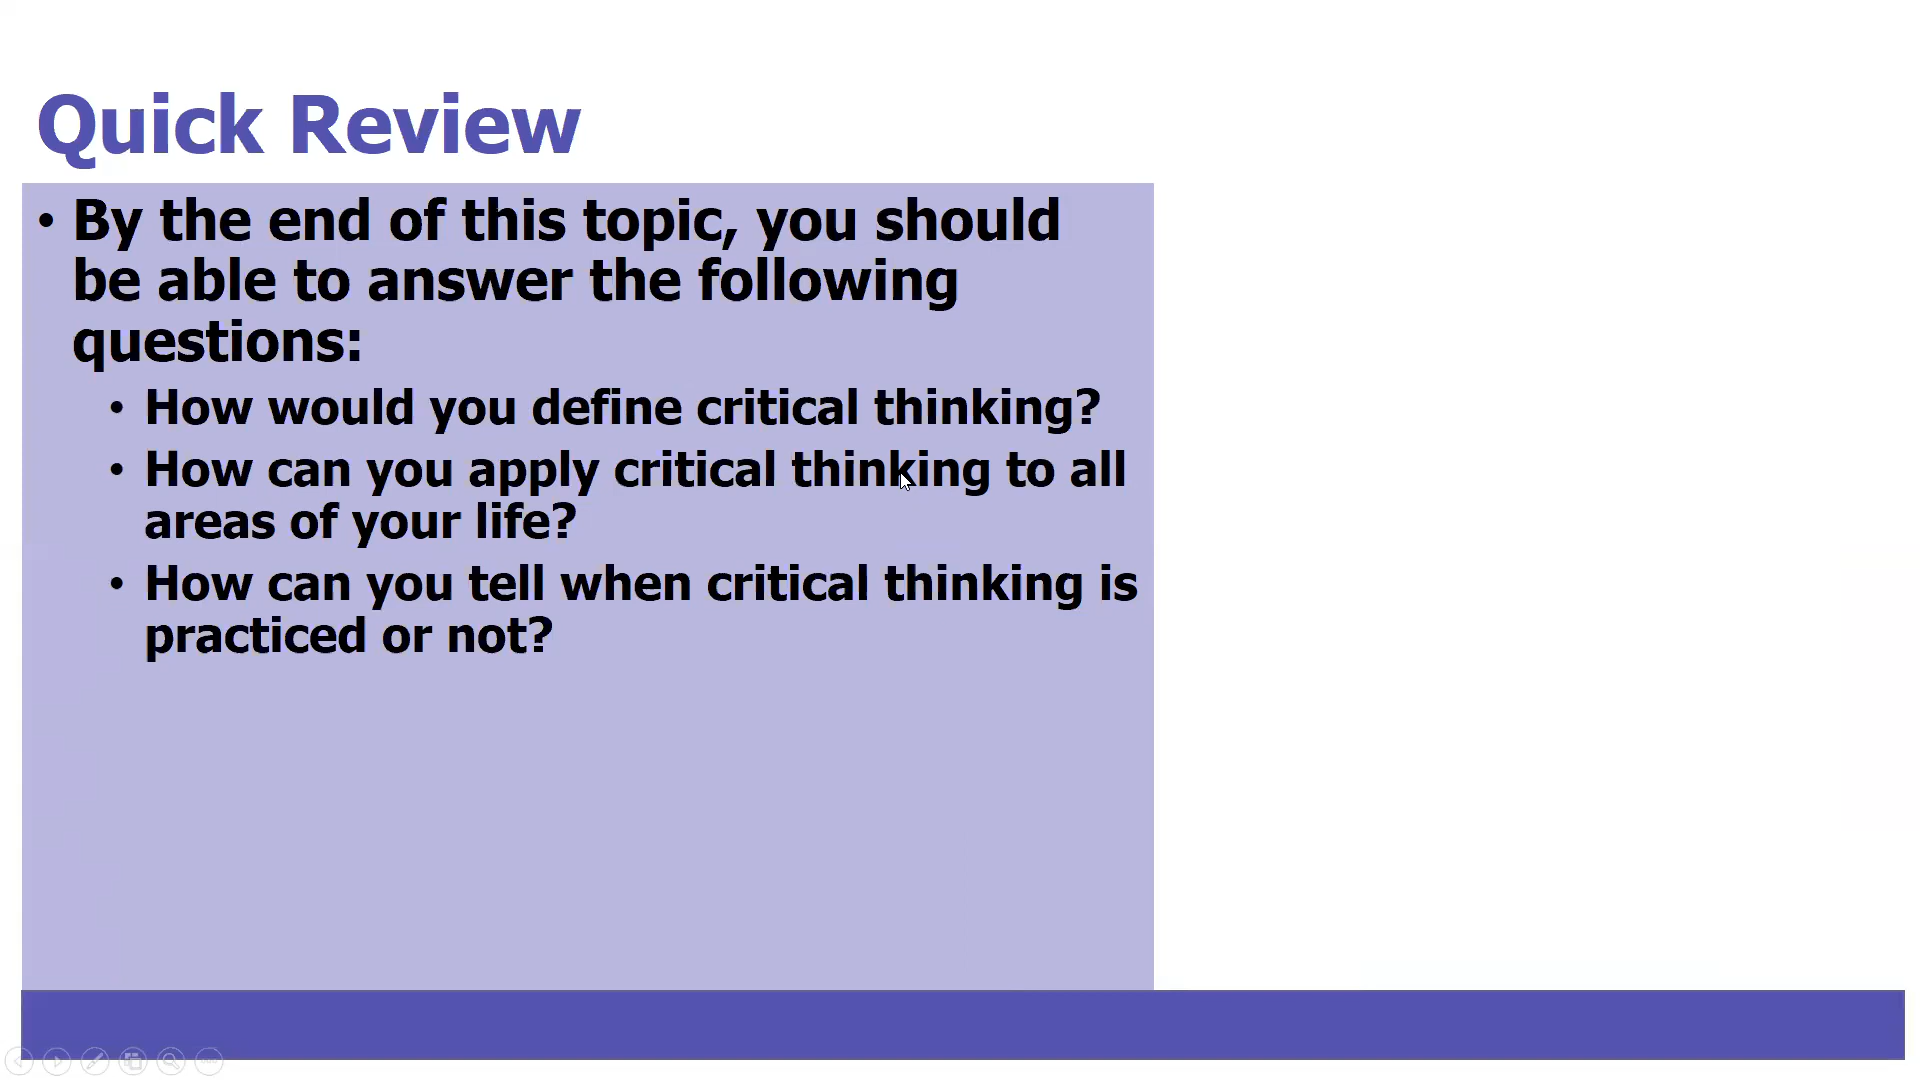 Quick Review
• By the end of this topic, you should
be able to answer the following
questions:
• How would you define critical thinking?
• How can you apply critical thinking to all
areas of your life?
• How can you tell when critical thinking is
practiced or not?